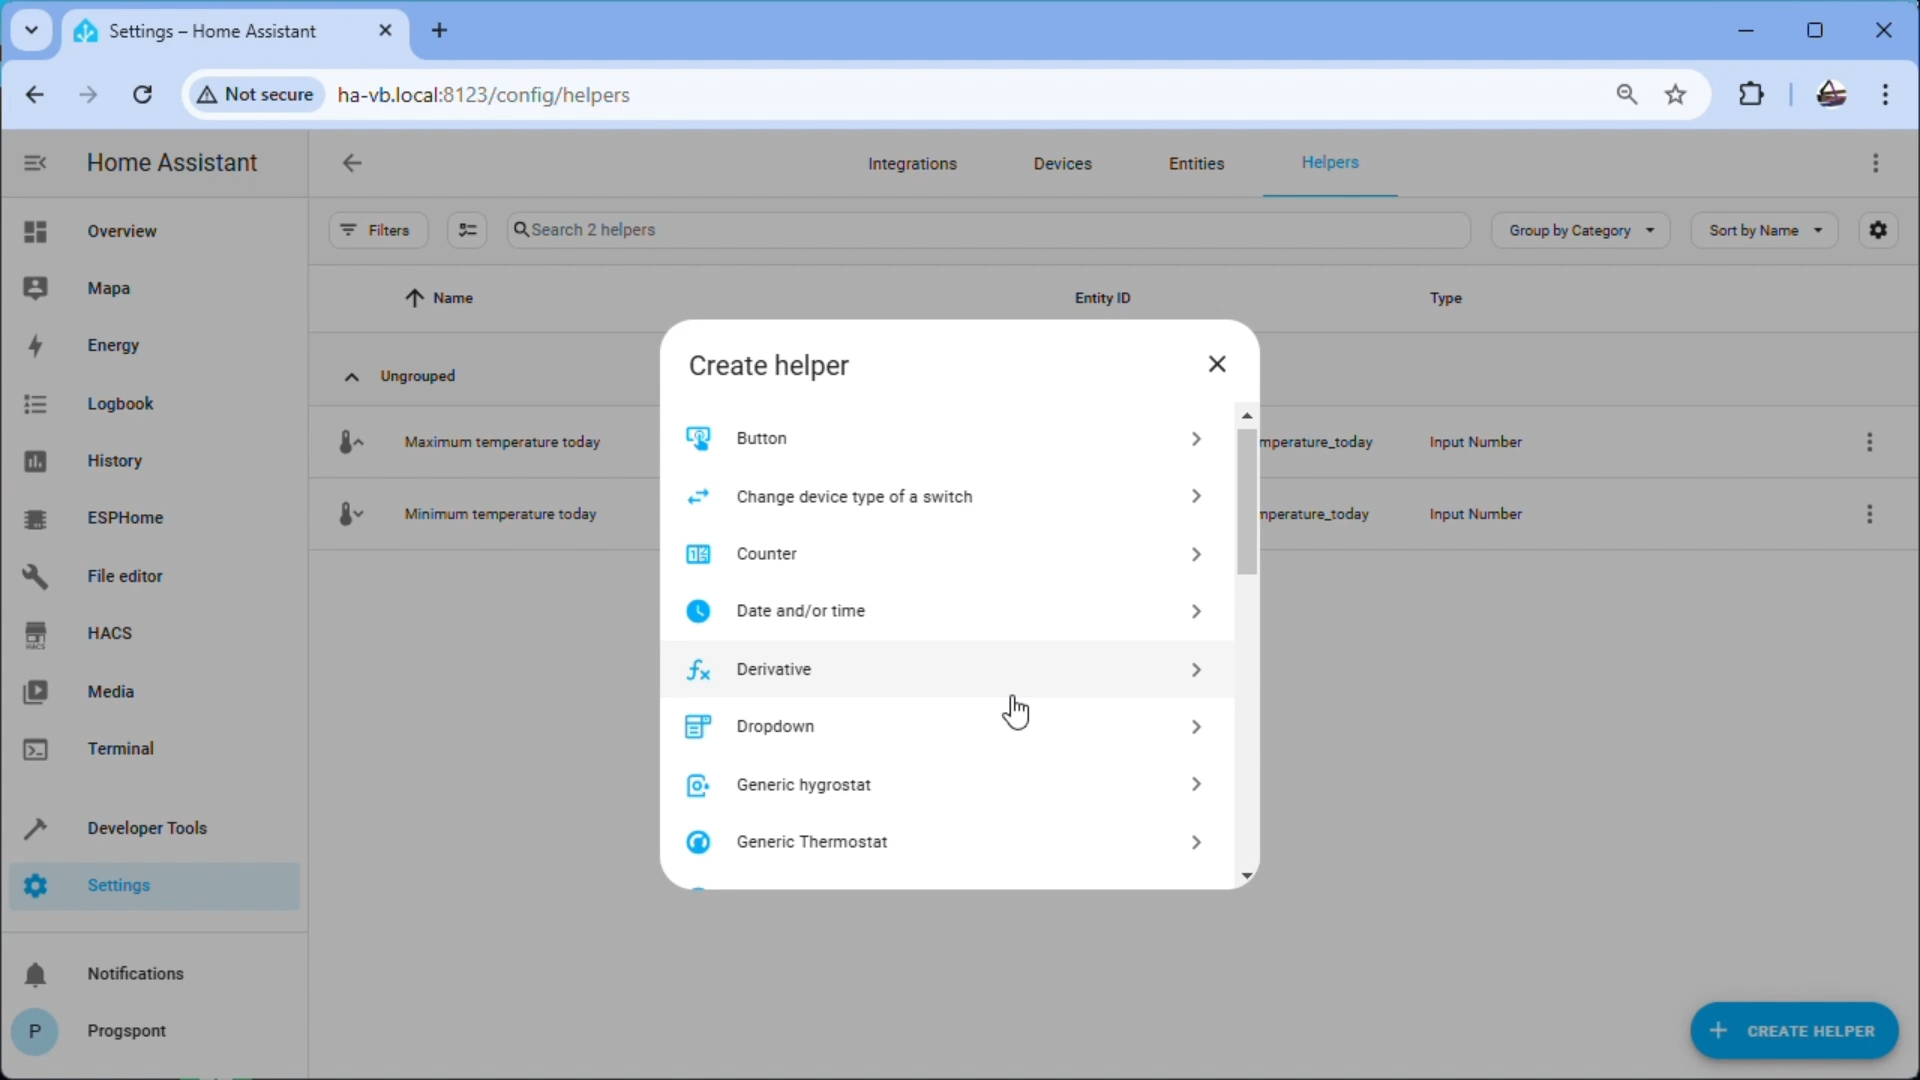 Settings – Home Assistant
Not secure
ha-vb.local:8123/config/helpers
Home Assistant
Integrations
Devices
Entities
Helpers
Overview
Mapa
Energy
Logbook
History
ESPHome
File editor
HACS
HACS
Media
Terminal
Developer Tools
Settings
Notifications
P
Progspont
Filters
Search 2 helpers
Group by Category
Sort by Name
Name
Entity ID
Type
Ungrouped
Maximum temperature today
mperature_today
Input Number
Minimum temperature today
mperature_today
Input Number
Create helper
Button
Change device type of a switch
Counter
Date and/or time
Derivative
Dropdown
Generic hygrostat
Generic Thermostat
CREATE HELPER